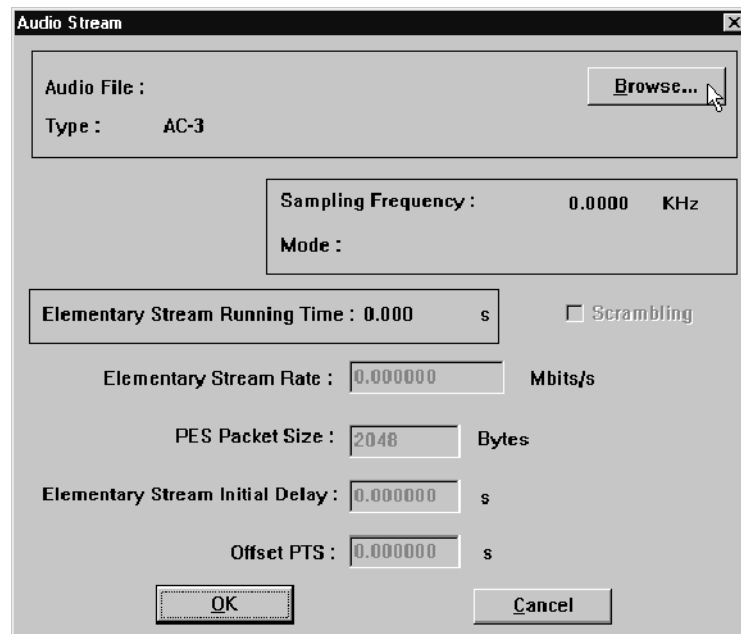 Audio Stream
Audio File :
Browse...
Type : AC-3
Sampling Frequency : 0.0000 KHz
Mode :
Elementary Stream Running Time : 0.000 s
Scrambling
Elementary Stream Rate : 0.000000 Mbits/s
PES Packet Size : 2048 Bytes
Elementary Stream Initial Delay : 0.000000 s
Offset PTS : 0.000000 s
OK Cancel